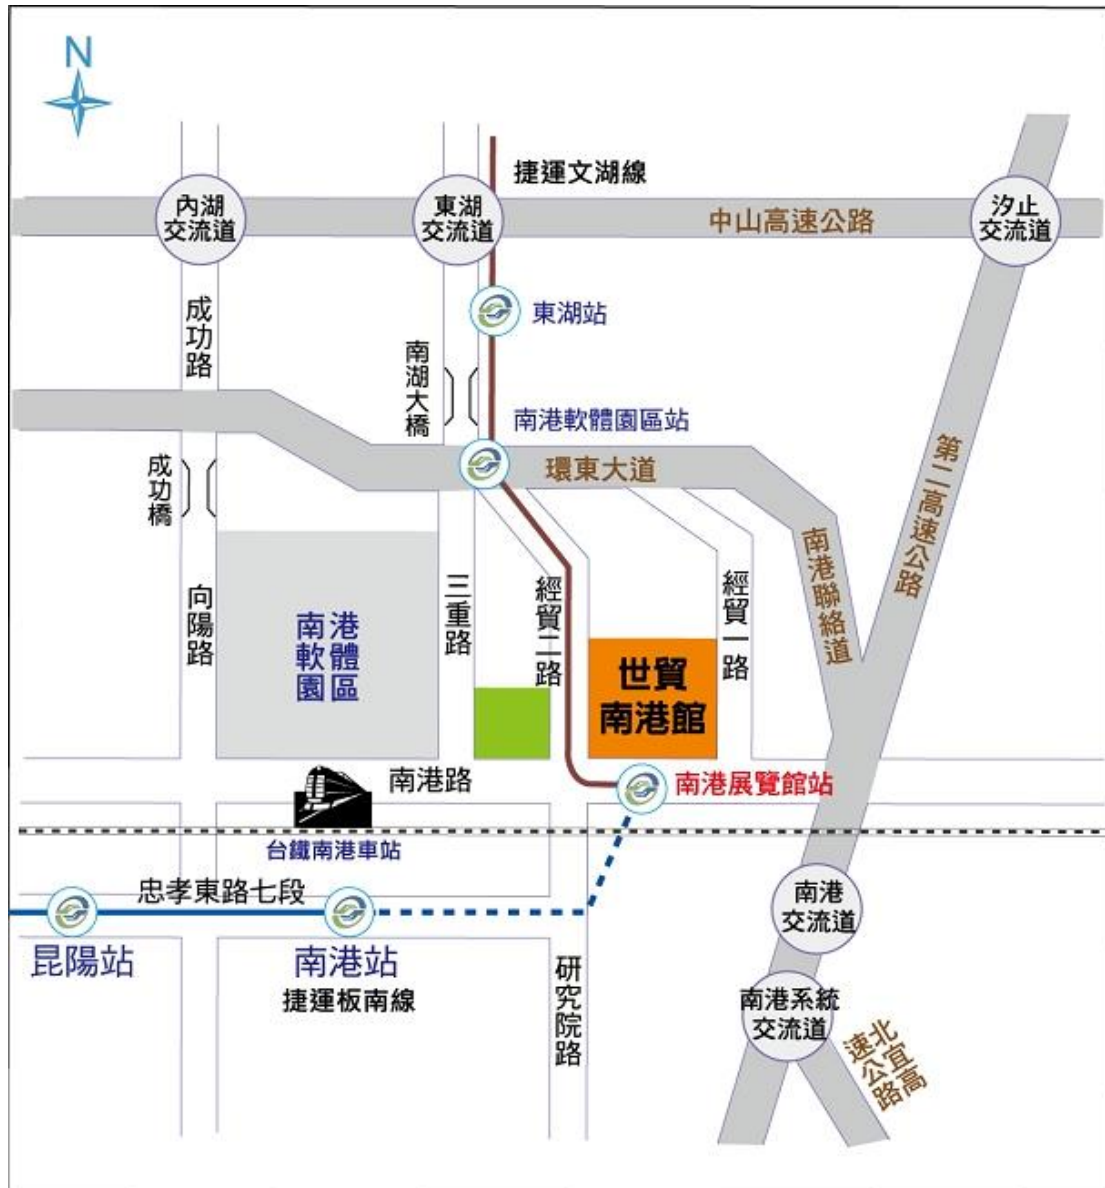 N
捷運文湖線
內湖
交流道
東湖
交流道
中山高速公路
汐止
交流道
成功路
東湖站
南湖大橋
南港軟體園區站
成功橋
環東大道
第二高速公路
南港聯絡道
向陽路
三重路
經貿二路
經貿一路
南港
軟體
園區
世貿
南港館
南港路
南港展覽館站
台鐵南港車站
忠孝東路七段
南港
交流道
昆陽站
南港站
捷運板南線
研究院路
南港系統
交流道
北宜高
速公路